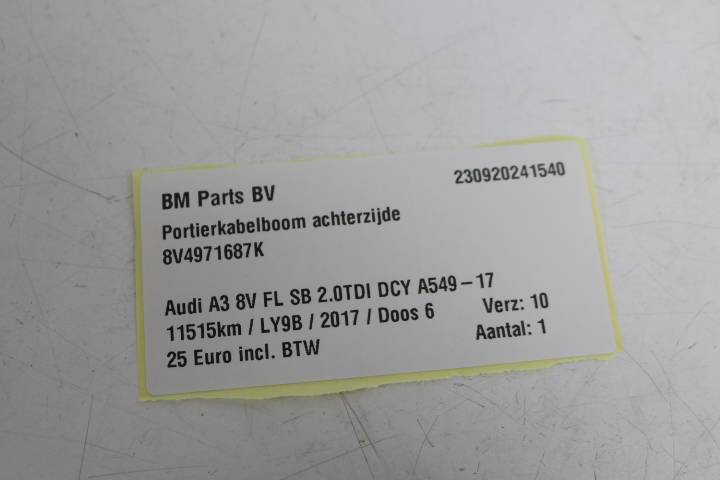 BM Parts BV 230920241540
Portierkabelboom achterzijde
8V4971687K
Audi A3 8V FL SB 2.0TDI DCY A549-17
11515km / LY9B / 2017 / Doos 6 Verz: 10
25 Euro incl. BTW Aantal: 1